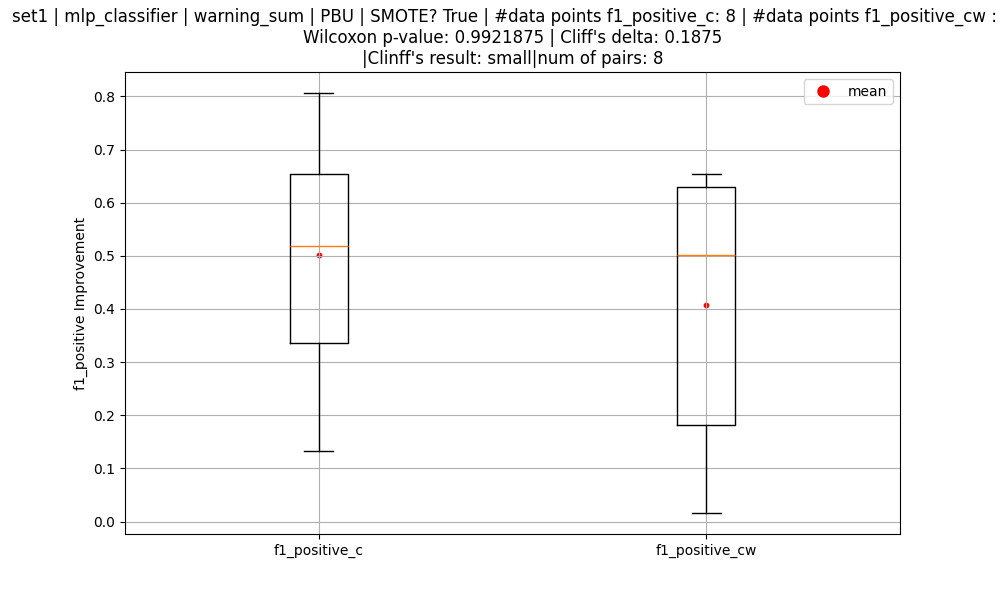 set1 | mlp_classifier | warning_sum | PBU | SMOTE? True | #data points f1_positive_c: 8 | #data points f1_positive_cw :
Wilcoxon p-value: 0.9921875 | Cliff's delta: 0.1875
|Clinff's result: small|num of pairs: 8
mean
f1_positive Improvement
0.8
0.7
0.6
0.5
0.4
0.3
0.2
0.1
0.0
f1_positive_c
f1_positive_cw